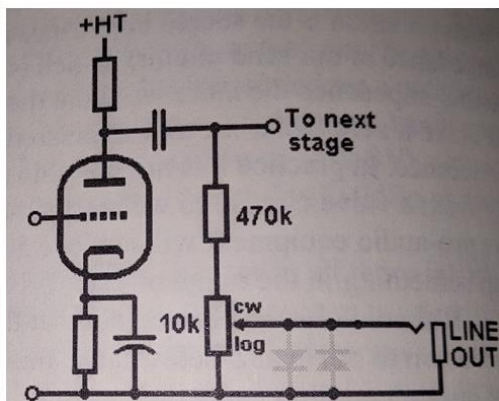 +HT
To next
stage
470k
10k
cw
log
LINE
OUT